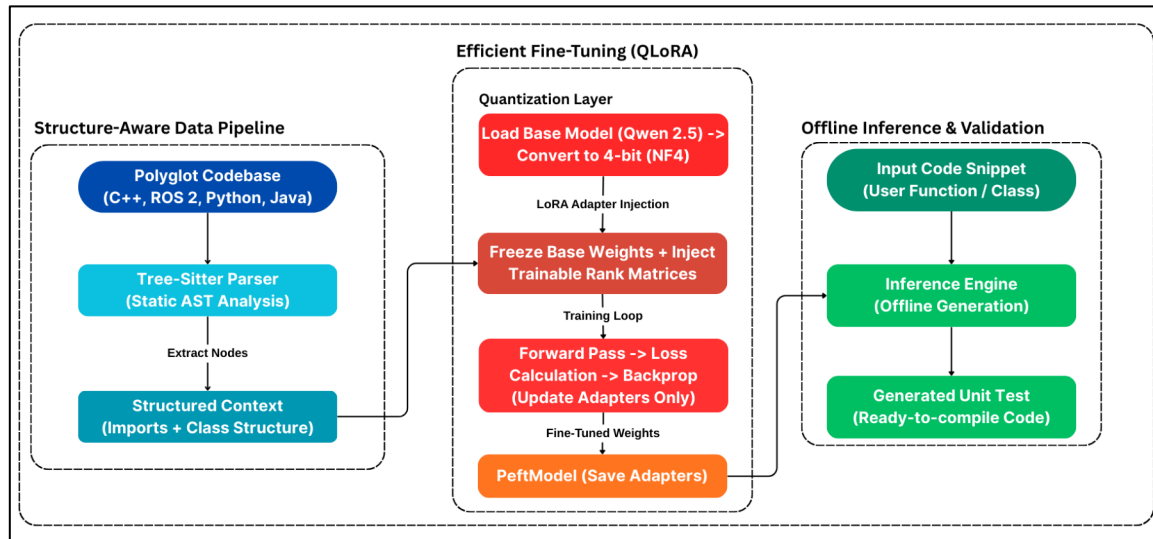 Structure-Aware Data Pipeline
Polyglot Codebase
(C++, ROS 2, Python, Java)
Tree-Sitter Parser
(Static AST Analysis)
Extract Nodes
Structured Context
(Imports + Class Structure)
Efficient Fine-Tuning (QLoRA)
Quantization Layer
Load Base Model (Qwen 2.5) ->
Convert to 4-bit (NF4)
LoRA Adapter Injection
Freeze Base Weights + Inject
Trainable Rank Matrices
Training Loop
Forward Pass -> Loss
Calculation -> Backprop
(Update Adapters Only)
Fine-Tuned Weights
PeftModel (Save Adapters)
Offline Inference & Validation
Input Code Snippet
(User Function / Class)
Inference Engine
(Offline Generation)
Generated Unit Test
(Ready-to-compile Code)